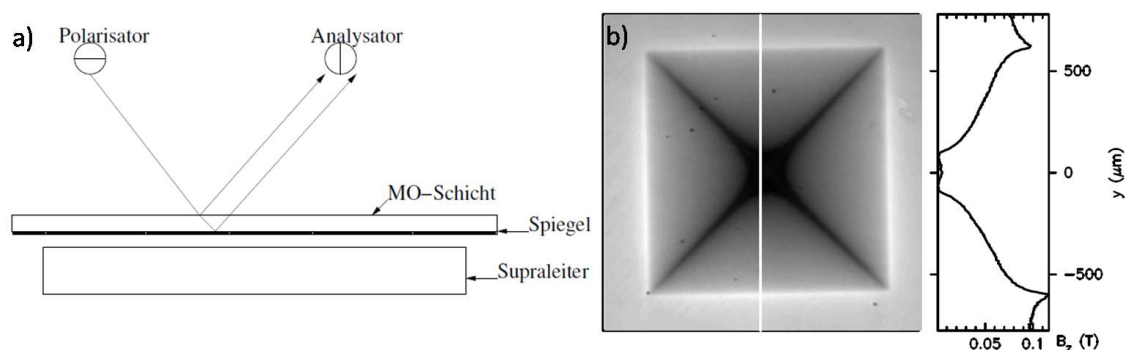 a)
Polarisator
Analysator
MO-Schicht
Spiegel
Supraleiter
b)
500
0
-500
y (μm)
0.05 0.1 B_z (T)